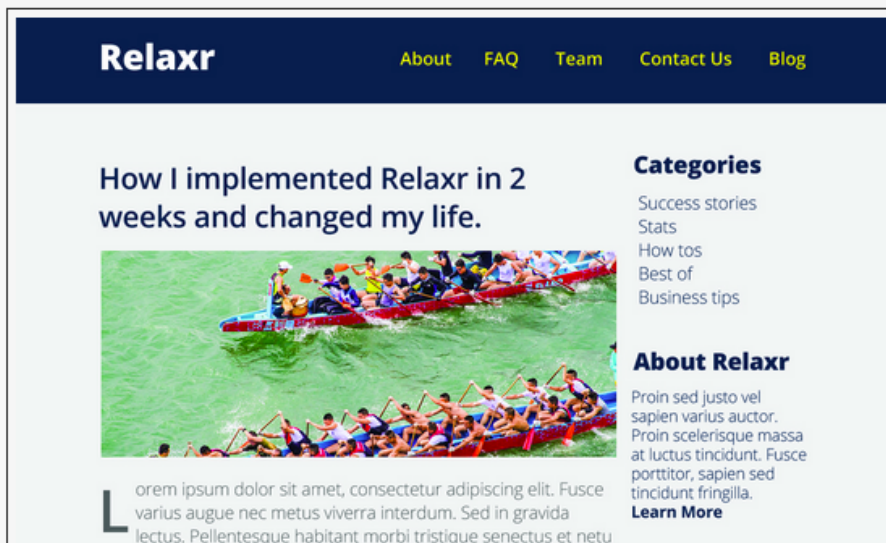 Relaxr
About FAQ Team Contact Us Blog
How I implemented Relaxr in 2
weeks and changed my life.
Lorem ipsum dolor sit amet, consectetur adipiscing elit. Fusce
varius augue nec metus viverra interdum. Sed in gravida
lectus. Pellentesque habitant morbi tristique senectus et netu
Categories
Success stories
Stats
How tos
Best of
Business tips
About Relaxr
Proin sed justo vel
sapien varius auctor.
Proin scelerisque massa
at luctus tincidunt. Fusce
porttitor, sapien sed
tincidunt fringilla.
Learn More